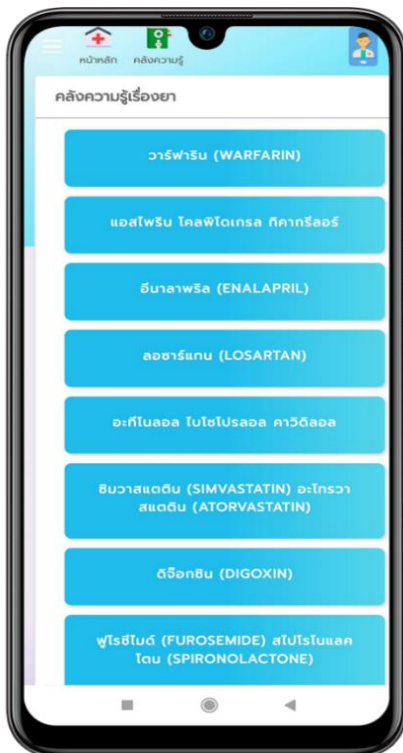 หน้าหลัก คลังความรู้
คลังความรู้เรื่องยา
วาร์ฟาริน (WARFARIN)
แอสไพริน โคลพิโดเกรล ทิคากรีลอร์
อีนาลาพริล (ENALAPRIL)
ลอซาร์แทน (LOSARTAN)
อะทีโนลอล ไบโซโปรลอล คาวิดิลอล
ซิมวาสแตติน (SIMVASTATIN) อะโทรวา
สแตติน (ATORVASTATIN)
ดิจ๊อกซิน (DIGOXIN)
ฟูโรซีไมด์ (FUROSEMIDE) สไปโรโนแลค
โตน (SPIRONOLACTONE)